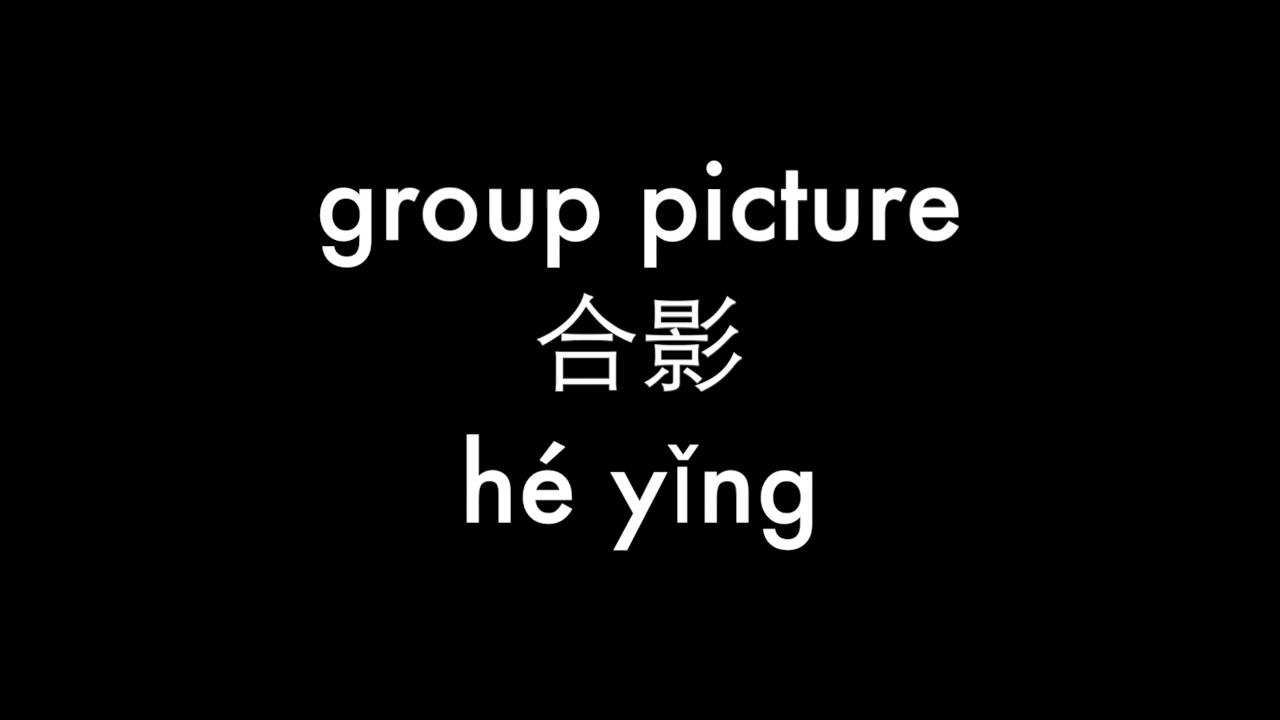 group picture
合影
hé yǐng